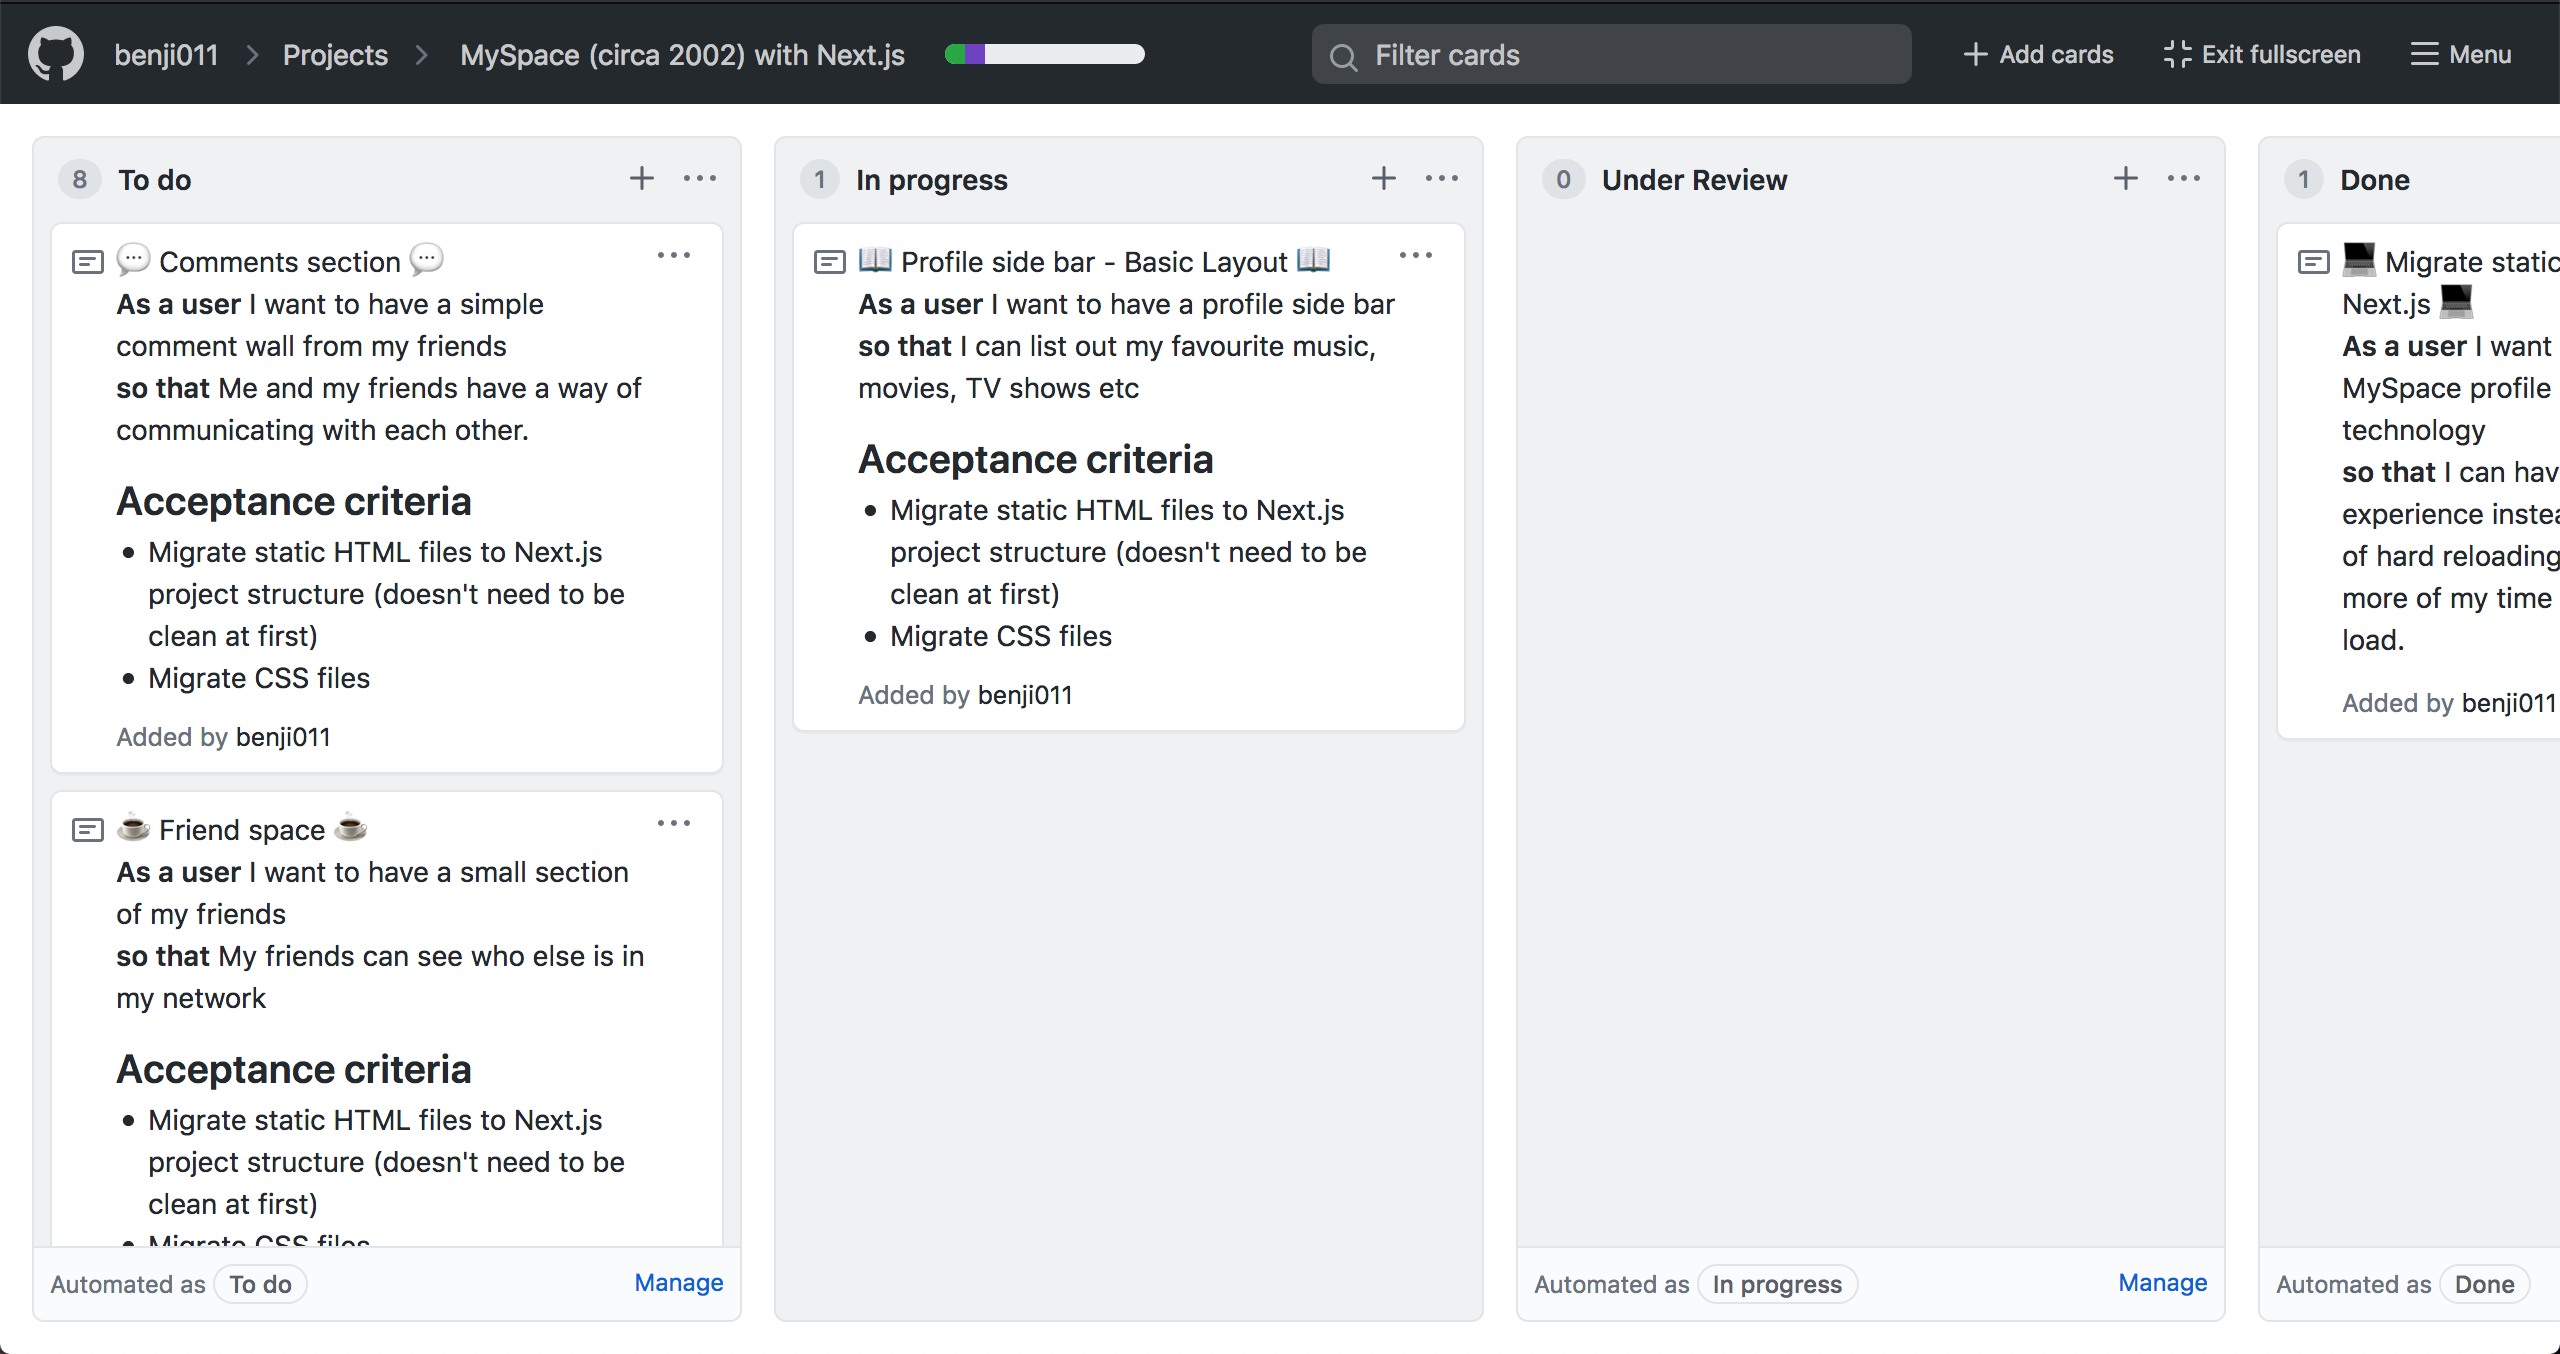 benji011 Projects MySpace (circa 2002) with Next.js Filter cards Add cards Exit fullscreen Menu
8 To do
Comments section
As a user I want to have a simple
comment wall from my friends
so that Me and my friends have a way of
communicating with each other.
Acceptance criteria
Migrate static HTML files to Next.js
project structure (doesn't need to be
clean at first)
Migrate CSS files
Added by benji011
Friend space
As a user I want to have a small section
of my friends
so that My friends can see who else is in
my network
Acceptance criteria
Migrate static HTML files to Next.js
project structure (doesn't need to be
clean at first)
Migrate CSS files
Automated as To do Manage
1 In progress
Profile side bar - Basic Layout
As a user I want to have a profile side bar
so that I can list out my favourite music,
movies, TV shows etc
Acceptance criteria
Migrate static HTML files to Next.js
project structure (doesn't need to be
clean at first)
Migrate CSS files
Added by benji011
0 Under Review
Automated as In progress Manage
1 Done
Migrate static
Next.js
As a user I want
MySpace profile
technology
so that I can hav
experience instea
of hard reloading
more of my time
load.
Added by benji011
Automated as Done